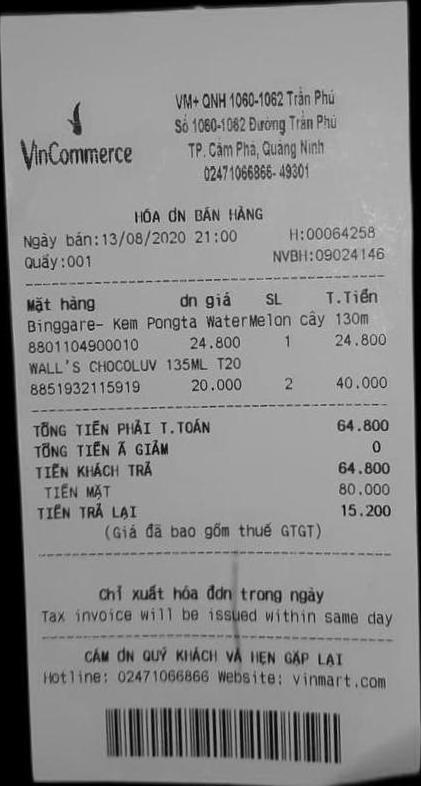 VinCommerce
VM+ QNH 1060-1062 Trần Phú
Số 1060-1062 Đường Trần Phú
TP. Cẩm Phả, Quảng Ninh
02471066866- 49301
HÓA ƠN BÁN HÀNG
Ngày bán:13/08/2020 21:00 H:00064258
Quầy:001 NVBH:09024146
Mặt hàng ơn giá SL T.Tiền
Binggare- Kem Pongta WaterMelon cây 130m
8801104900010 24.800 1 24.800
WALL'S CHOCOLUV 135ML T20
8851932115919 20.000 2 40.000
TỔNG TIỀN PHẢI T.TOÁN 64.800
TỔNG TIỀN Ã GIẢM 0
TIỀN KHÁCH TRẢ 64.800
TIỀN MẶT 80.000
TIỀN TRẢ LẠI 15.200
(Giá đã bao gồm thuế GTGT)
Chỉ xuất hóa đơn trong ngày
Tax invoice will be issued within same day
CẢM ƠN QUÝ KHÁCH VÀ HẸN GẶP LẠI
Hotline: 02471066866 Website: vinmart.com